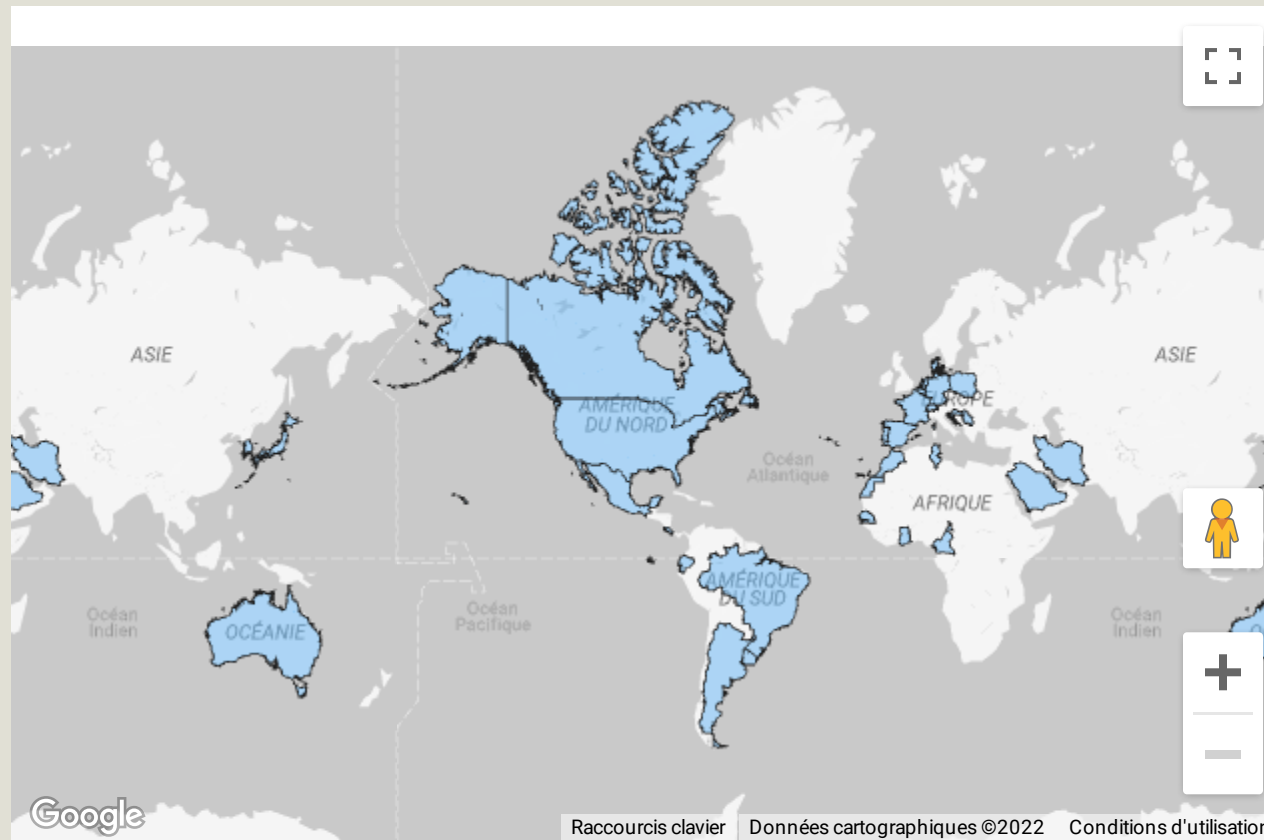 ASIE
ASIE
AMÉRIQUE
DU NORD
EUROPE
Océan
Atlantique
AFRIQUE
AMÉRIQUE
DU SUD
Océan
Indien
Océan
Pacifique
Océan
Indien
OCÉANIE
Google
Raccourcis clavier
Données cartographiques ©2022
Conditions d'utilisation